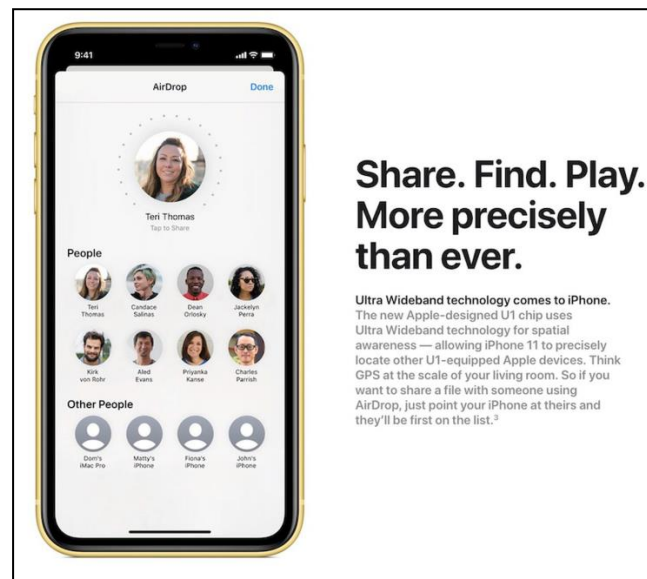 9:41
AirDrop
Done
Teri Thomas
Tap to Share
People
Teri
Thomas
Candace
Salinas
Dean
Orlosky
Jackelyn
Perra
Kirk
von Rohr
Aled
Evans
Priyanka
Kanse
Charles
Parrish
Other People
Dom's
iMac Pro
Matty's
iPhone
Fiona's
iPhone
John's
iPhone
Share. Find. Play.
More precisely
than ever.
Ultra Wideband technology comes to iPhone.
The new Apple-designed U1 chip uses
Ultra Wideband technology for spatial
awareness — allowing iPhone 11 to precisely
locate other U1-equipped Apple devices. Think
GPS at the scale of your living room. So if you
want to share a file with someone using
AirDrop, just point your iPhone at theirs and
they'll be first on the list.³